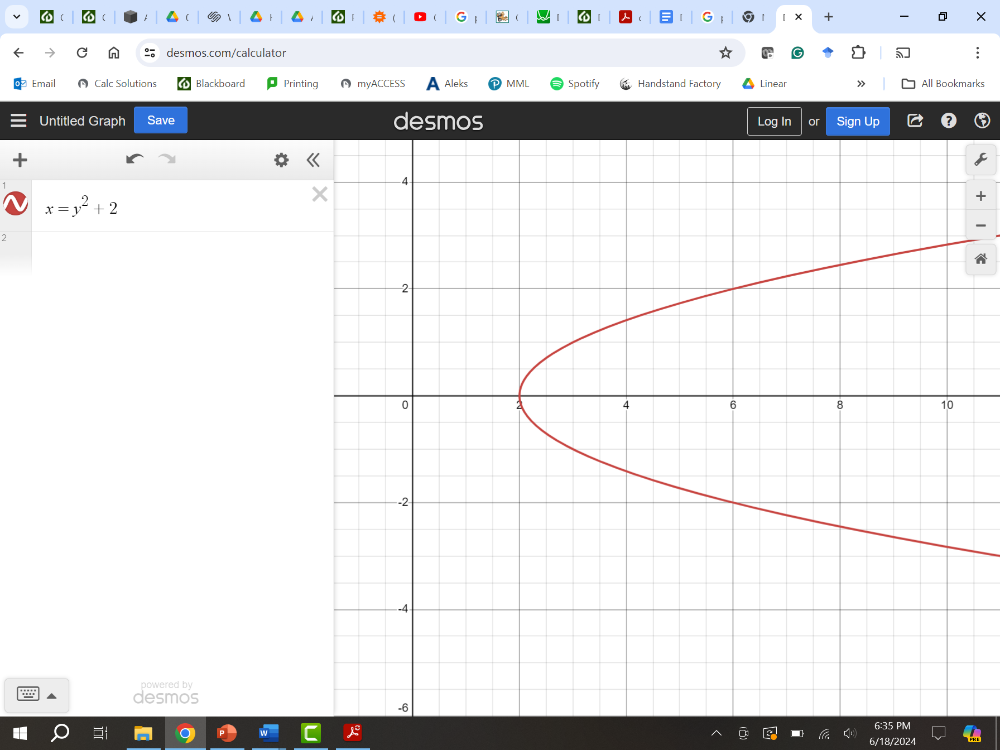 desmos.com/calculator
Email Calc Solutions Blackboard Printing myACCESS Aleks MML Spotify Handstand Factory Linear » All Bookmarks
Untitled Graph Save desmos Log In or Sign Up
1
x = y² + 2
2
4
2
0 2 4 6 8 10
-2
-4
-6
powered by
desmos
6:35 PM
6/18/2024
PRE